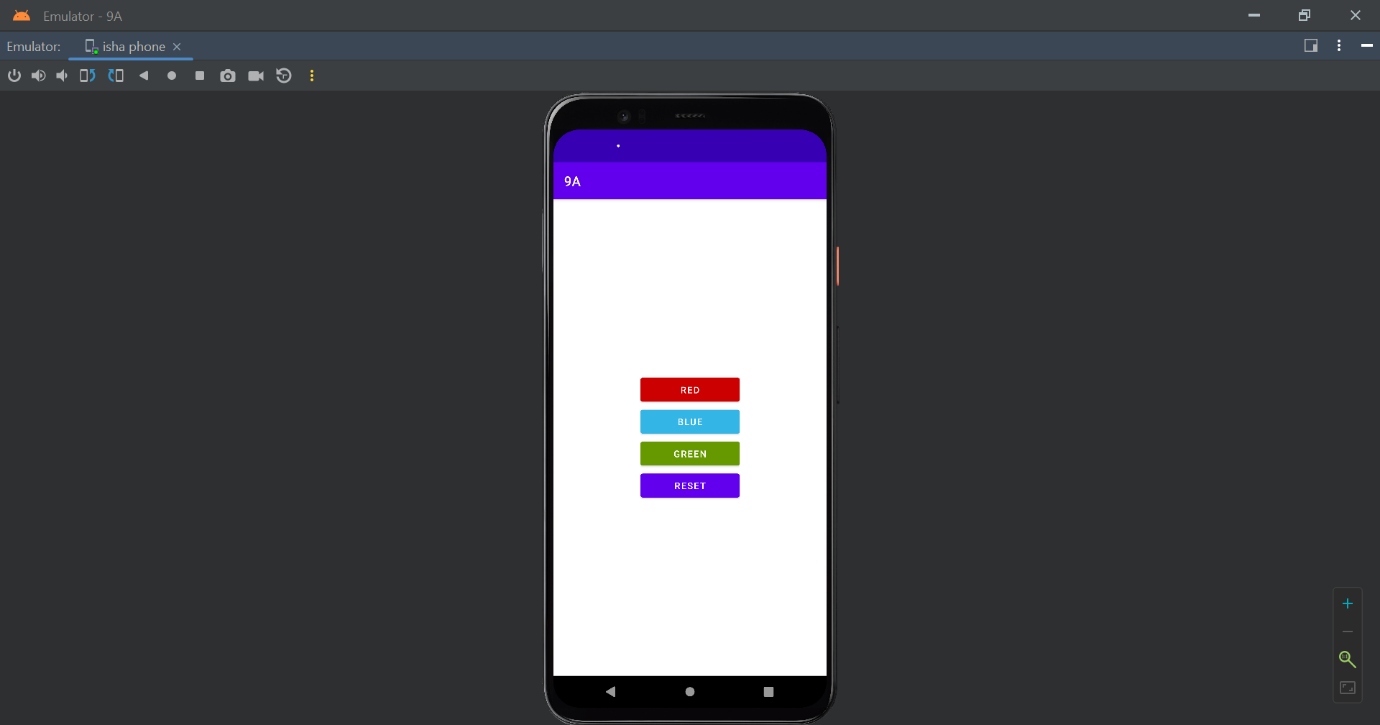 Emulator - 9A
Emulator: isha phone
9A
RED
BLUE
GREEN
RESET